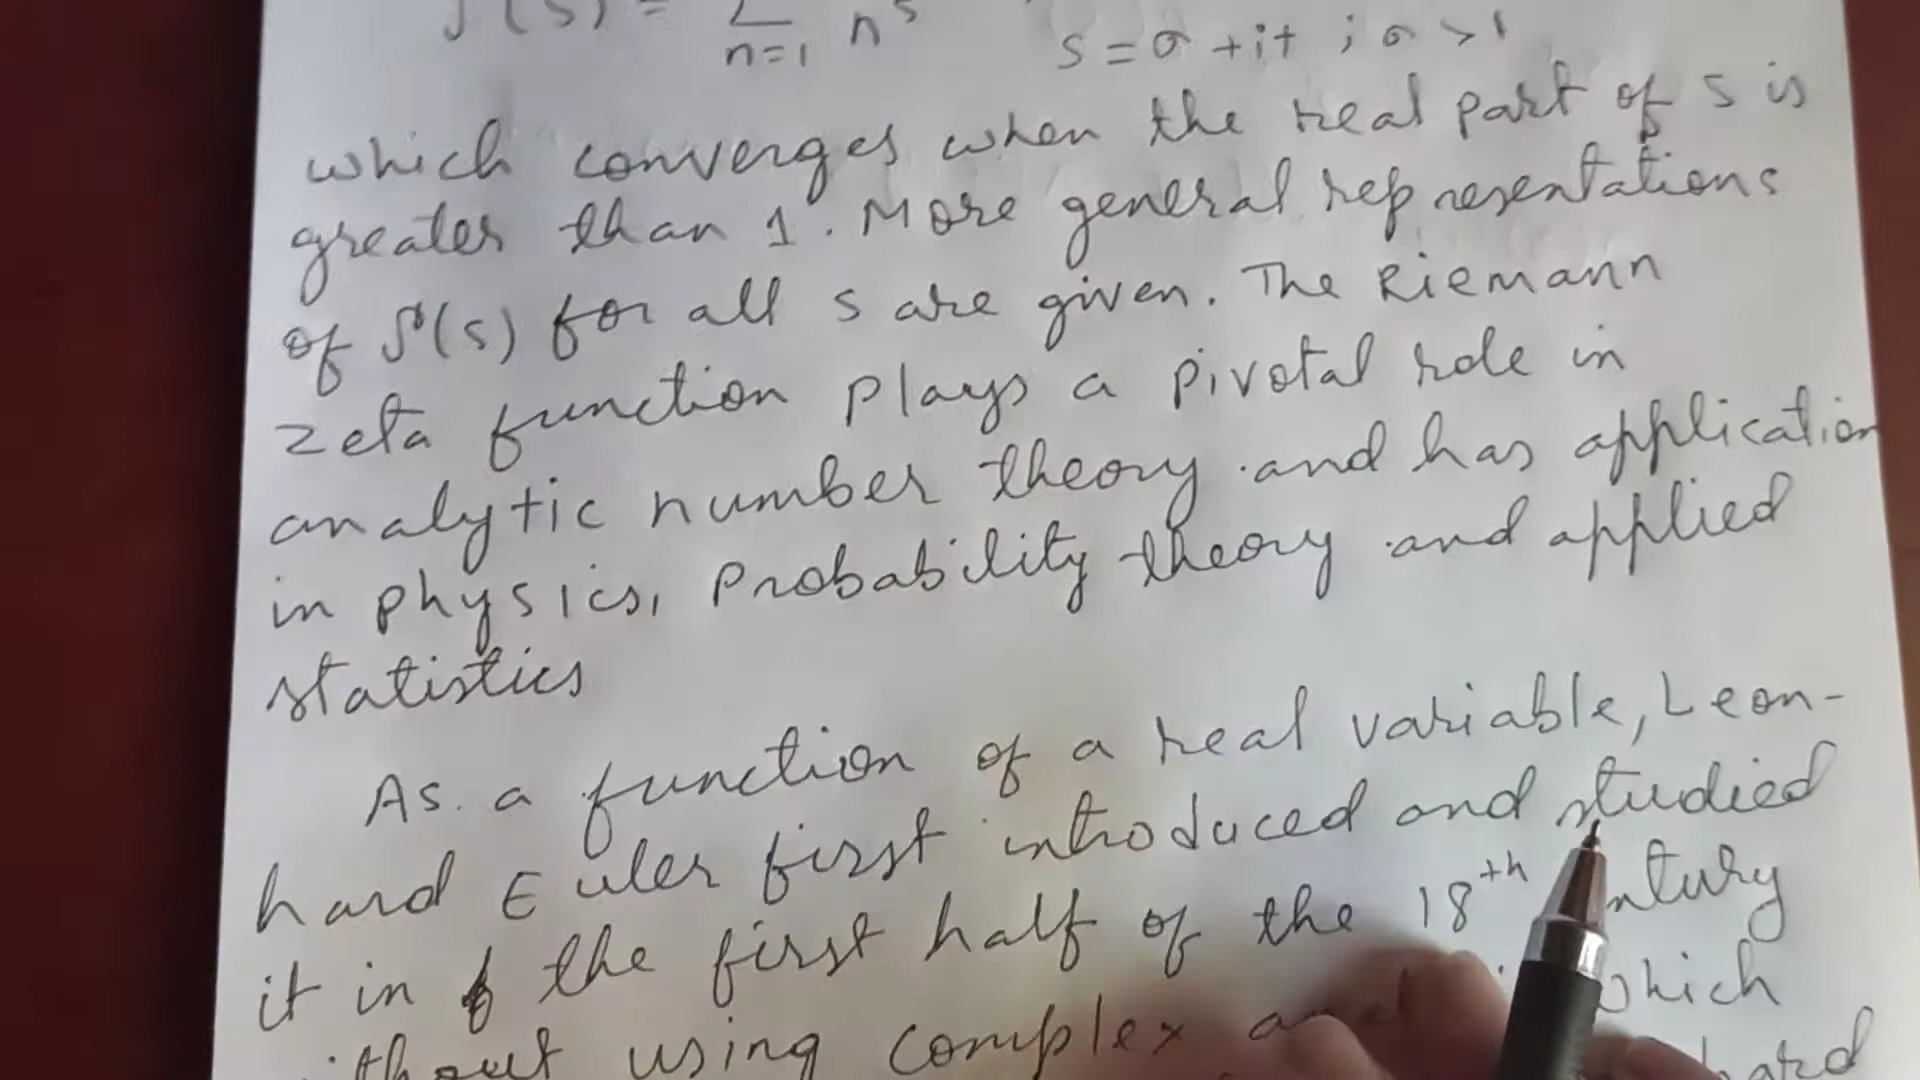 ζ(s) = Σ n=1 n^s s = σ + it ; σ > 1
which converges when the real part of s is
greater than 1. More general representations
of ζ(s) for all s are given. The Riemann
zeta function plays a pivotal role in
analytic number theory and has application
in physics, Probability theory and applied
statistics
As a function of a real variable, Leon-
hard Euler first introduced and studied
it in the first half of the 18th
without using complex which